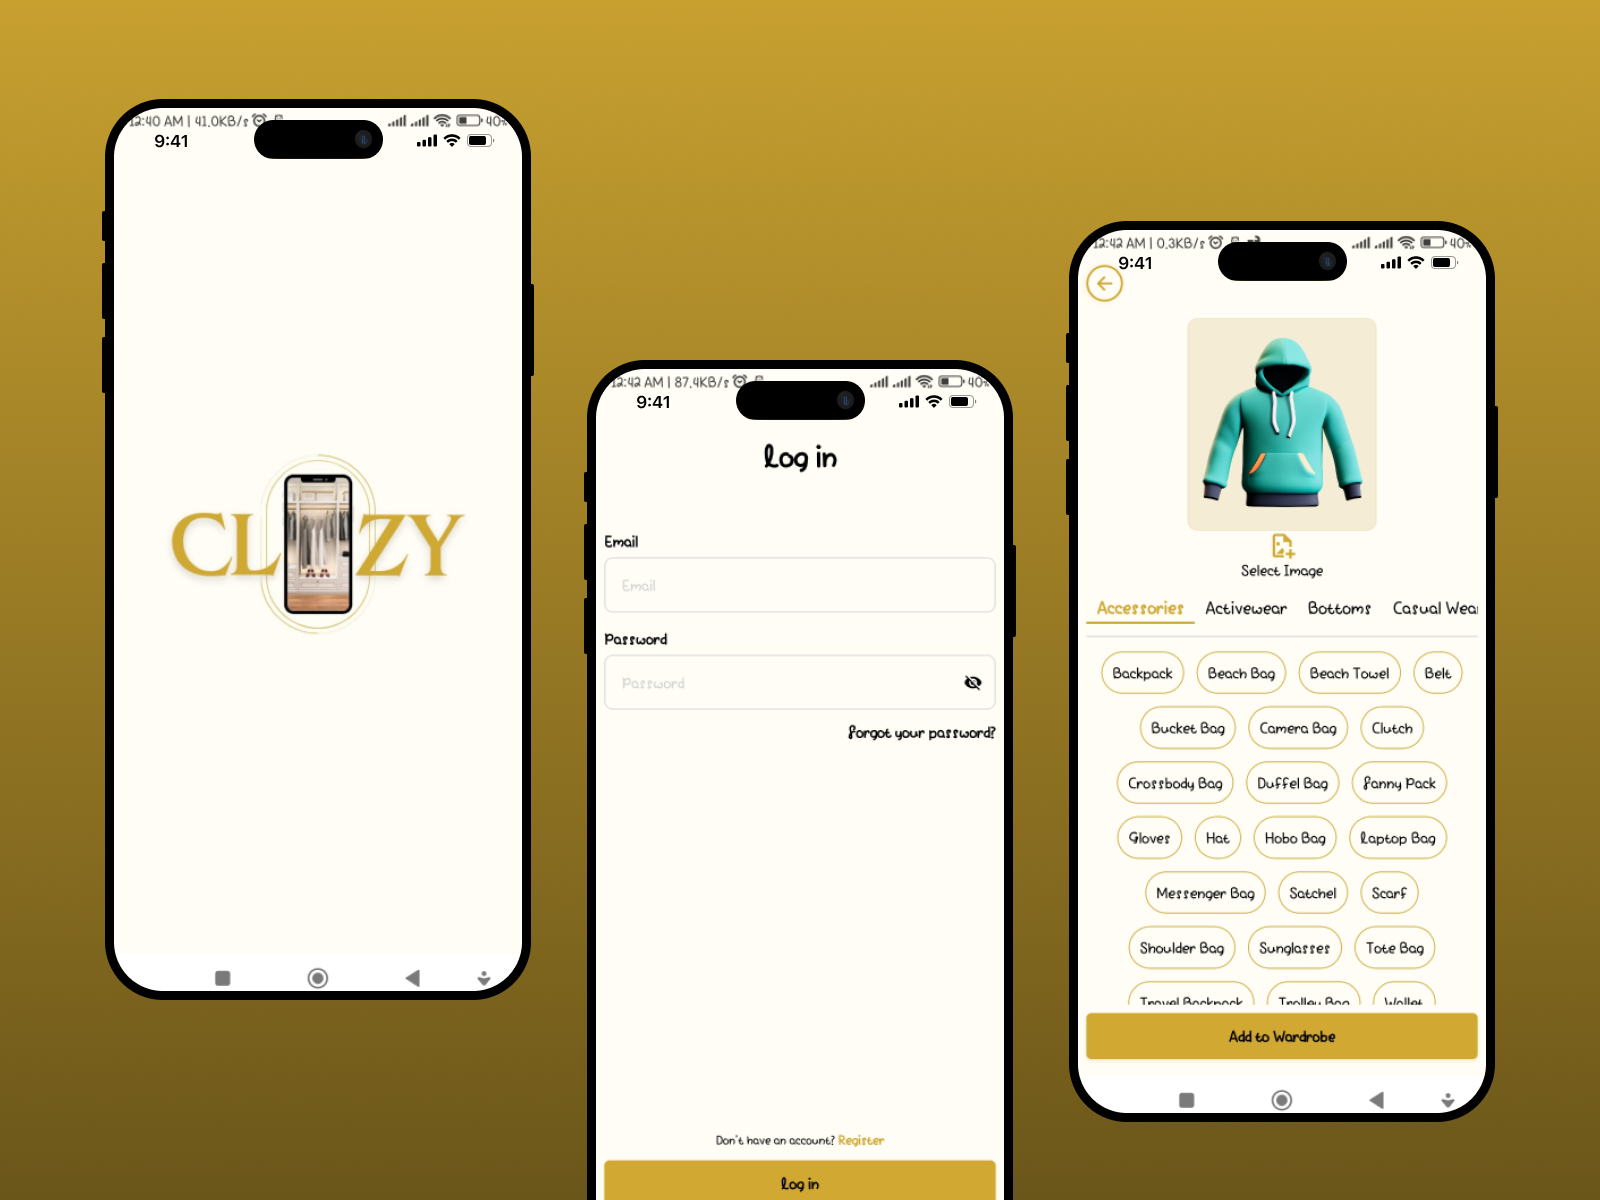 12:40 AM | 41.0KB/s
40%
9:41
CLOZY
12:42 AM | 87.4KB/s
40%
9:41
Log in
Email
Email
Password
Password
Forgot your password?
Don't have an account? Register
Log in
12:42 AM | 0.3KB/s
40%
9:41
Select Image
Accessories Activewear Bottoms Casual Wear
Backpack Beach Bag Beach Towel Belt
Bucket Bag Camera Bag Clutch
Crossbody Bag Duffel Bag Fanny Pack
Gloves Hat Hobo Bag Laptop Bag
Messenger Bag Satchel Scarf
Shoulder Bag Sunglasses Tote Bag
Travel Backpack Trolley Bag Wallet
Add to Wardrobe